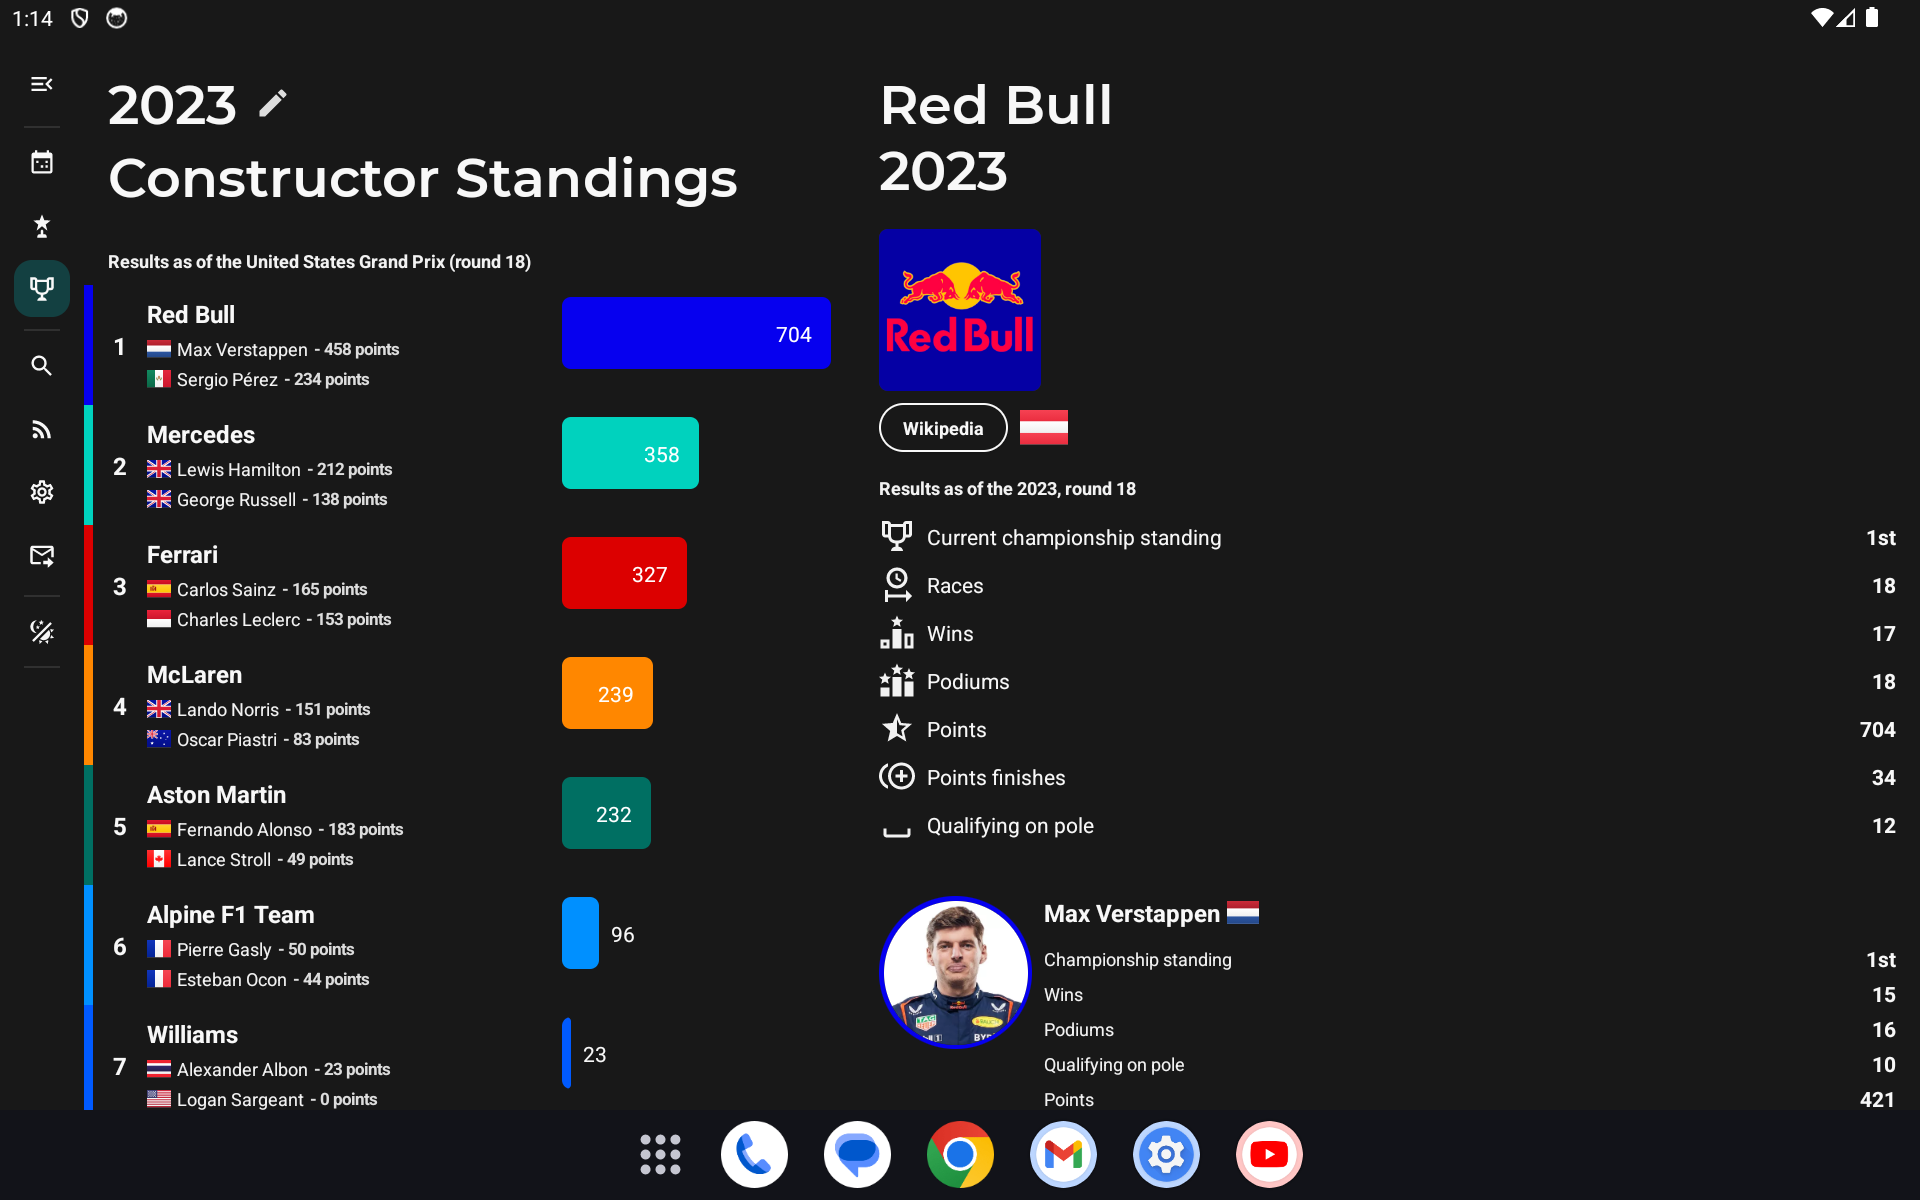 1:14
2023
Constructor Standings
Results as of the United States Grand Prix (round 18)
1
Red Bull
Max Verstappen - 458 points
Sergio Pérez - 234 points
704
2
Mercedes
Lewis Hamilton - 212 points
George Russell - 138 points
358
3
Ferrari
Carlos Sainz - 165 points
Charles Leclerc - 153 points
327
4
McLaren
Lando Norris - 151 points
Oscar Piastri - 83 points
239
5
Aston Martin
Fernando Alonso - 183 points
Lance Stroll - 49 points
232
6
Alpine F1 Team
Pierre Gasly - 50 points
Esteban Ocon - 44 points
96
7
Williams
Alexander Albon - 23 points
Logan Sargeant - 0 points
23
Red Bull
2023
Red Bull
Wikipedia
Results as of the 2023, round 18
Current championship standing 1st
Races 18
Wins 17
Podiums 18
Points 704
Points finishes 34
Qualifying on pole 12
Max Verstappen
Championship standing 1st
Wins 15
Podiums 16
Qualifying on pole 10
Points 421